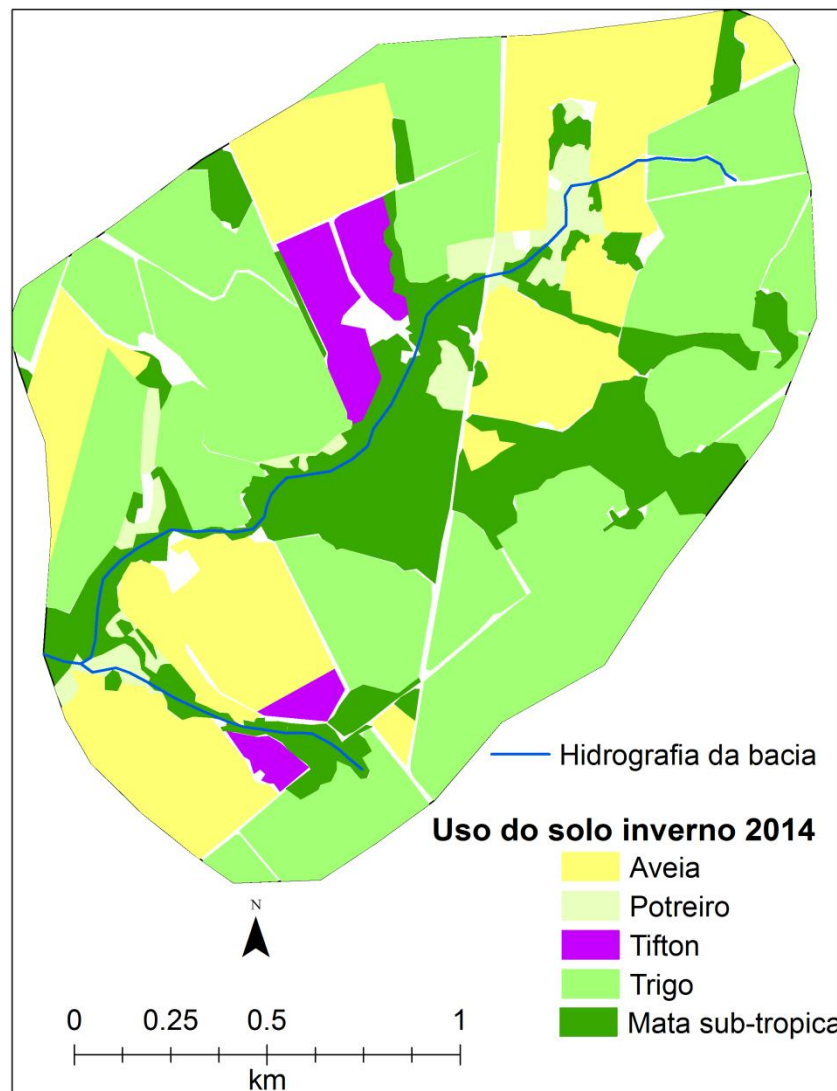 Hidrografia da bacia
Uso do solo inverno 2014
Aveia
Potreiro
Tifton
Trigo
Mata sub-tropica
N
0 0.25 0.5 1
km